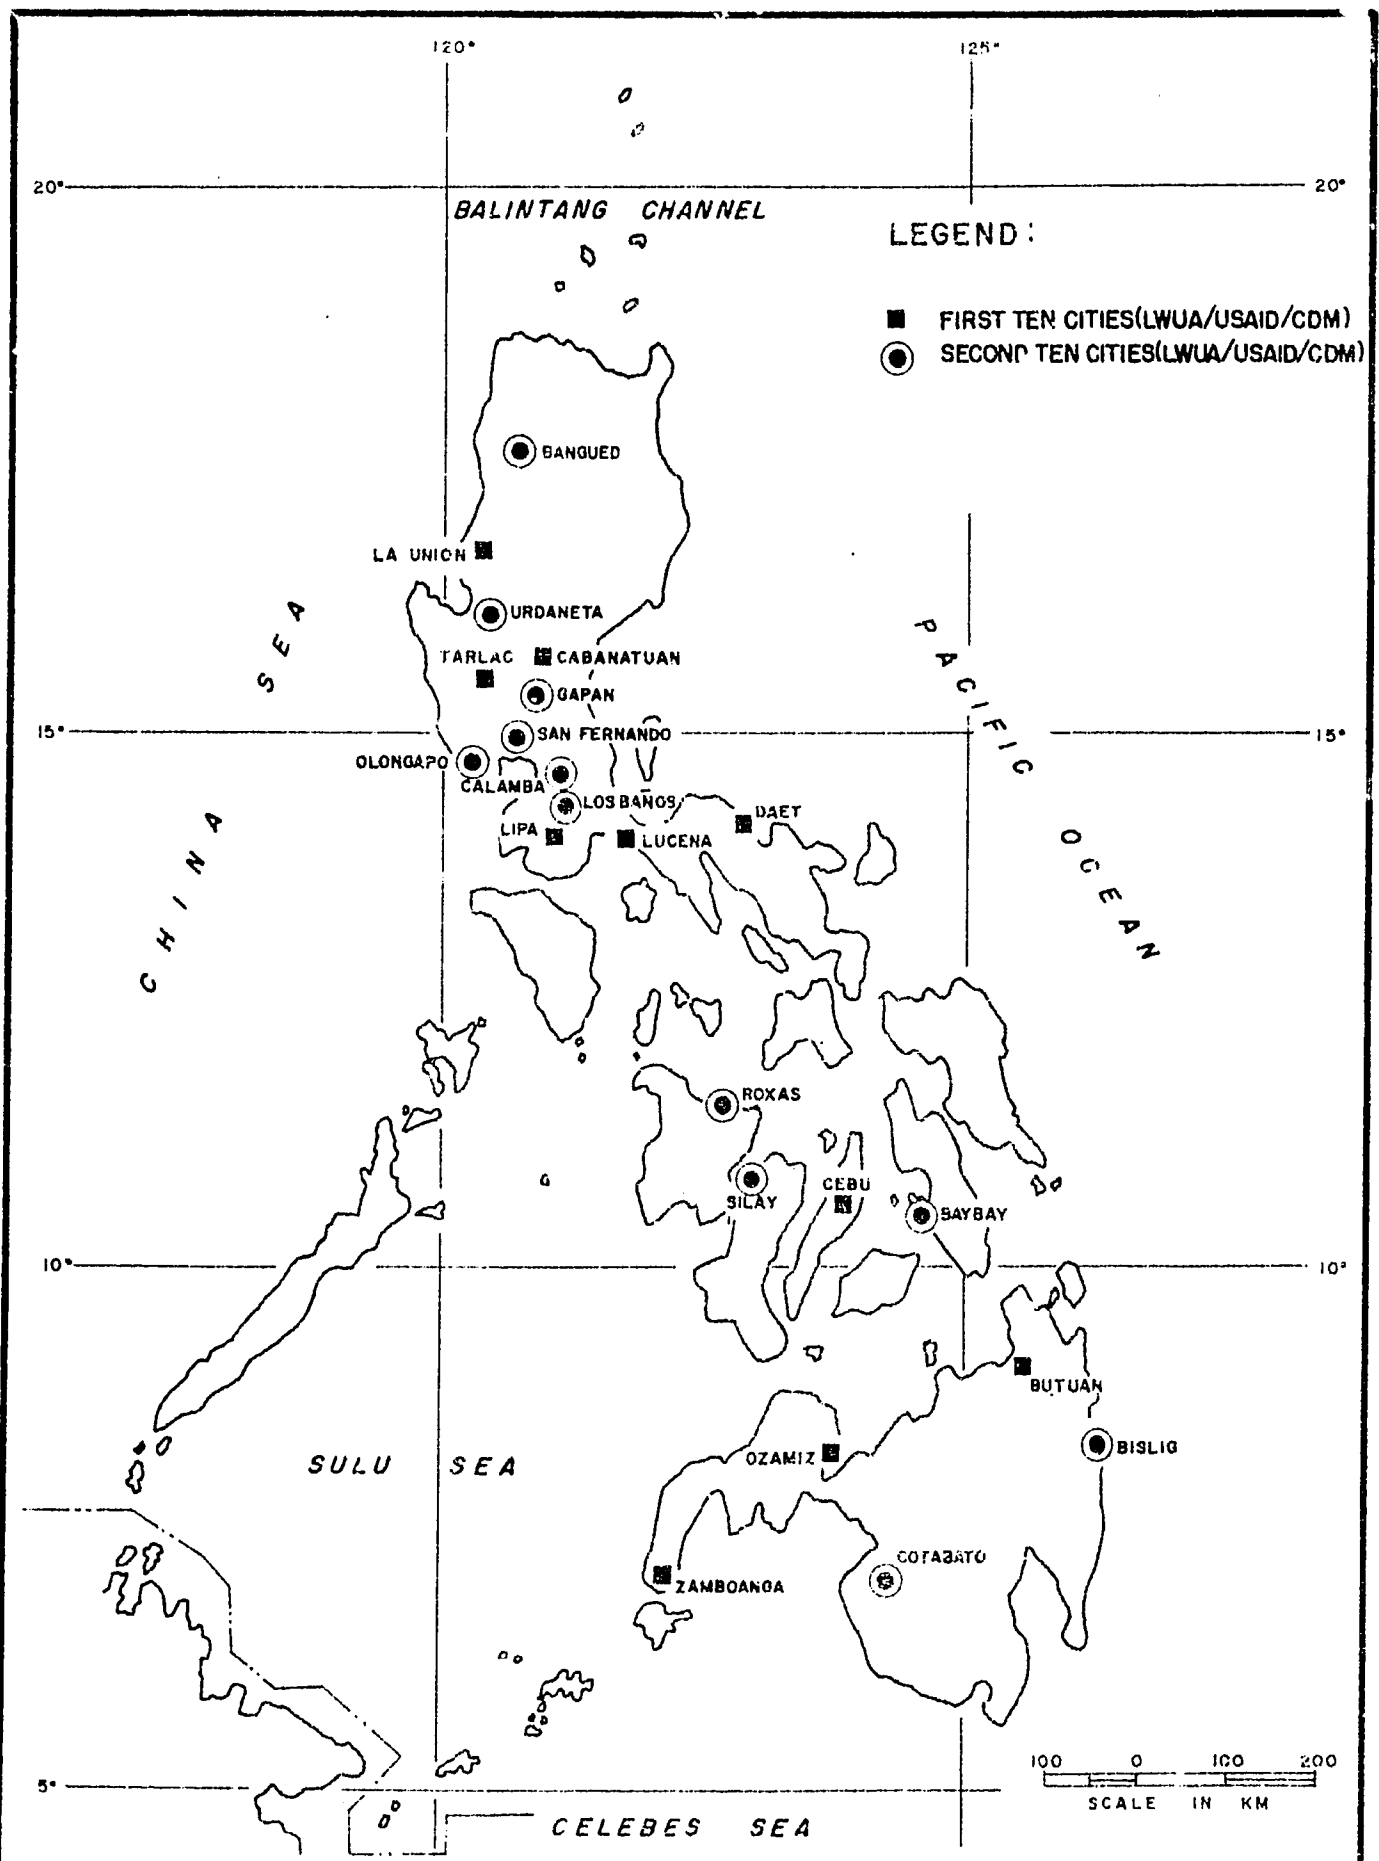 120° 125°
20° 20°
BALINTANG CHANNEL
LEGEND:
FIRST TEN CITIES(LWUA/USAID/CDM)
SECOND TEN CITIES(LWUA/USAID/CDM)
BANGUED
LA UNION
URDANETA
TARLAC
CABANATUAN
GAPAN
CHINA SEA
PACIFIC OCEAN
15° 15°
SAN FERNANDO
OLONGAPO
CALAMBA
LOS BAÑOS
LIPA
LUCENA
DAET
ROXAS
SILAY
CEBU
BAYBAY
10° 10°
BUTUAN
OZAMIZ
BISLIG
SULU SEA
COTABATO
ZAMBOANGA
100 0 100 200
SCALE IN KM
5°
CELEBES SEA